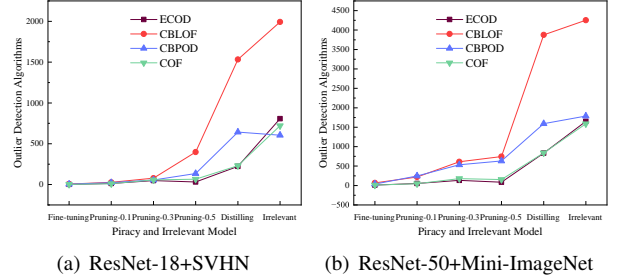 ECOD
CBLOF
CBPOD
COF
Outlier Detection Algorithms
2000
1500
1000
500
0
Fine-tuning Pruning-0.1 Pruning-0.3 Pruning-0.5 Distilling Irrelevant
Piracy and Irrelevant Model
(a) ResNet-18+SVHN
ECOD
CBLOF
CBPOD
COF
Outlier Detection Algorithms
4500
4000
3500
3000
2500
2000
1500
1000
500
0
-500
Fine-tuning Pruning-0.1 Pruning-0.3 Pruning-0.5 Distilling Irrelevant
Piracy and Irrelevant Model
(b) ResNet-50+Mini-ImageNet